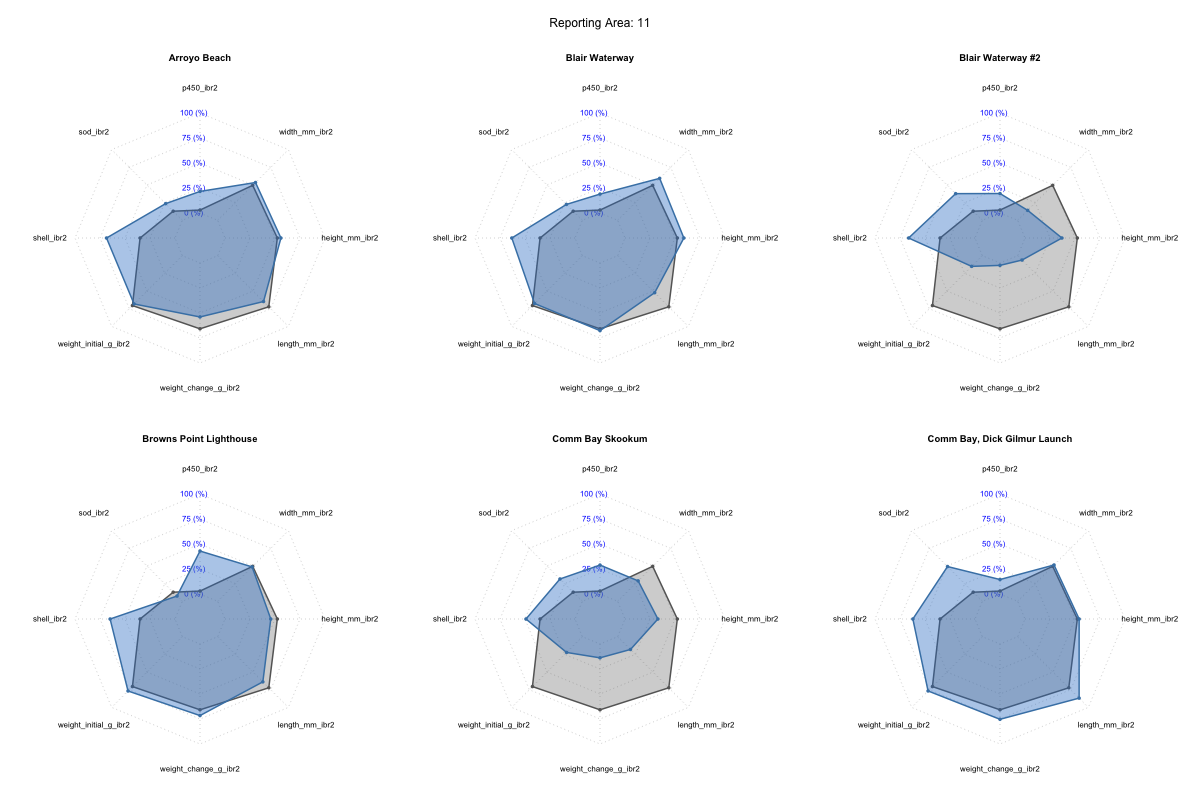 Reporting Area: 11
Arroyo Beach
p450_ibr2
100 (%)
75 (%)
50 (%)
25 (%)
0 (%)
sod_ibr2
width_mm_ibr2
shell_ibr2
height_mm_ibr2
weight_initial_g_ibr2
length_mm_ibr2
weight_change_g_ibr2
Blair Waterway
p450_ibr2
100 (%)
75 (%)
50 (%)
25 (%)
0 (%)
sod_ibr2
width_mm_ibr2
shell_ibr2
height_mm_ibr2
weight_initial_g_ibr2
length_mm_ibr2
weight_change_g_ibr2
Blair Waterway #2
p450_ibr2
100 (%)
75 (%)
50 (%)
25 (%)
0 (%)
sod_ibr2
width_mm_ibr2
shell_ibr2
height_mm_ibr2
weight_initial_g_ibr2
length_mm_ibr2
weight_change_g_ibr2
Browns Point Lighthouse
p450_ibr2
100 (%)
75 (%)
50 (%)
25 (%)
0 (%)
sod_ibr2
width_mm_ibr2
shell_ibr2
height_mm_ibr2
weight_initial_g_ibr2
length_mm_ibr2
weight_change_g_ibr2
Comm Bay Skookum
p450_ibr2
100 (%)
75 (%)
50 (%)
25 (%)
0 (%)
sod_ibr2
width_mm_ibr2
shell_ibr2
height_mm_ibr2
weight_initial_g_ibr2
length_mm_ibr2
weight_change_g_ibr2
Comm Bay, Dick Gilmur Launch
p450_ibr2
100 (%)
75 (%)
50 (%)
25 (%)
0 (%)
sod_ibr2
width_mm_ibr2
shell_ibr2
height_mm_ibr2
weight_initial_g_ibr2
length_mm_ibr2
weight_change_g_ibr2